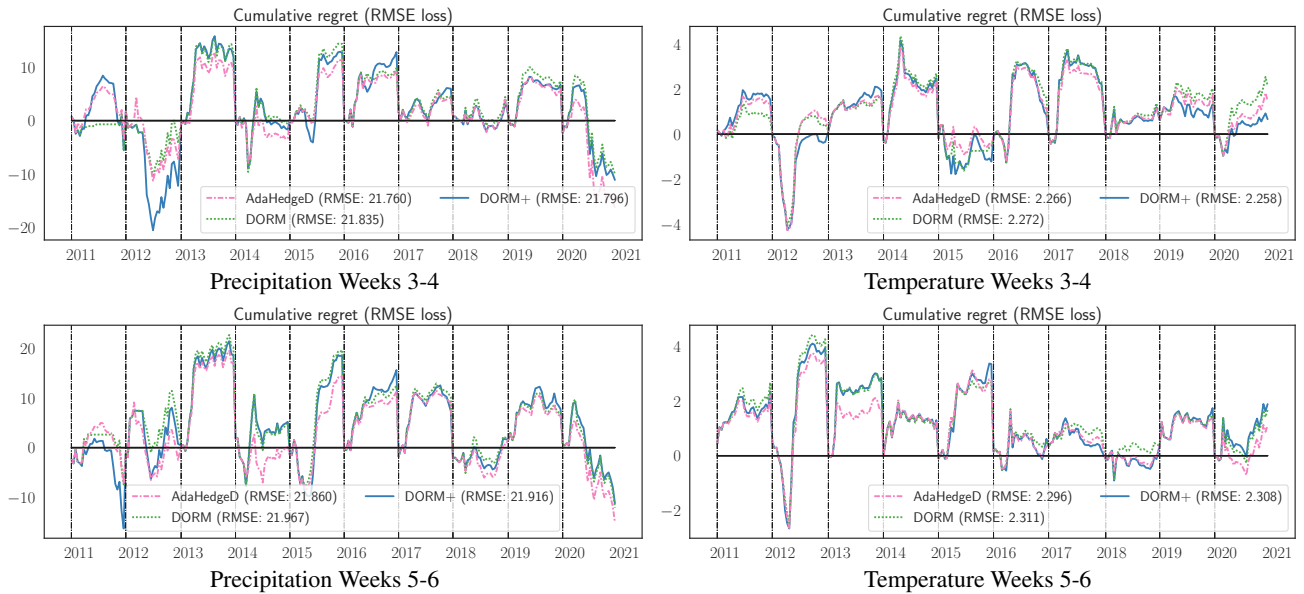 Cumulative regret (RMSE loss)
10
0
−10
−20
AdaHedgeD (RMSE: 21.760)
DORM (RMSE: 21.835)
DORM+ (RMSE: 21.796)
2011 2012 2013 2014 2015 2016 2017 2018 2019 2020 2021
Precipitation Weeks 3-4
Cumulative regret (RMSE loss)
4
2
0
−2
−4
AdaHedgeD (RMSE: 2.266)
DORM (RMSE: 2.272)
DORM+ (RMSE: 2.258)
2011 2012 2013 2014 2015 2016 2017 2018 2019 2020 2021
Temperature Weeks 3-4
Cumulative regret (RMSE loss)
20
10
0
−10
AdaHedgeD (RMSE: 21.860)
DORM (RMSE: 21.967)
DORM+ (RMSE: 21.916)
2011 2012 2013 2014 2015 2016 2017 2018 2019 2020 2021
Precipitation Weeks 5-6
Cumulative regret (RMSE loss)
4
2
0
−2
AdaHedgeD (RMSE: 2.296)
DORM (RMSE: 2.311)
DORM+ (RMSE: 2.308)
2011 2012 2013 2014 2015 2016 2017 2018 2019 2020 2021
Temperature Weeks 5-6